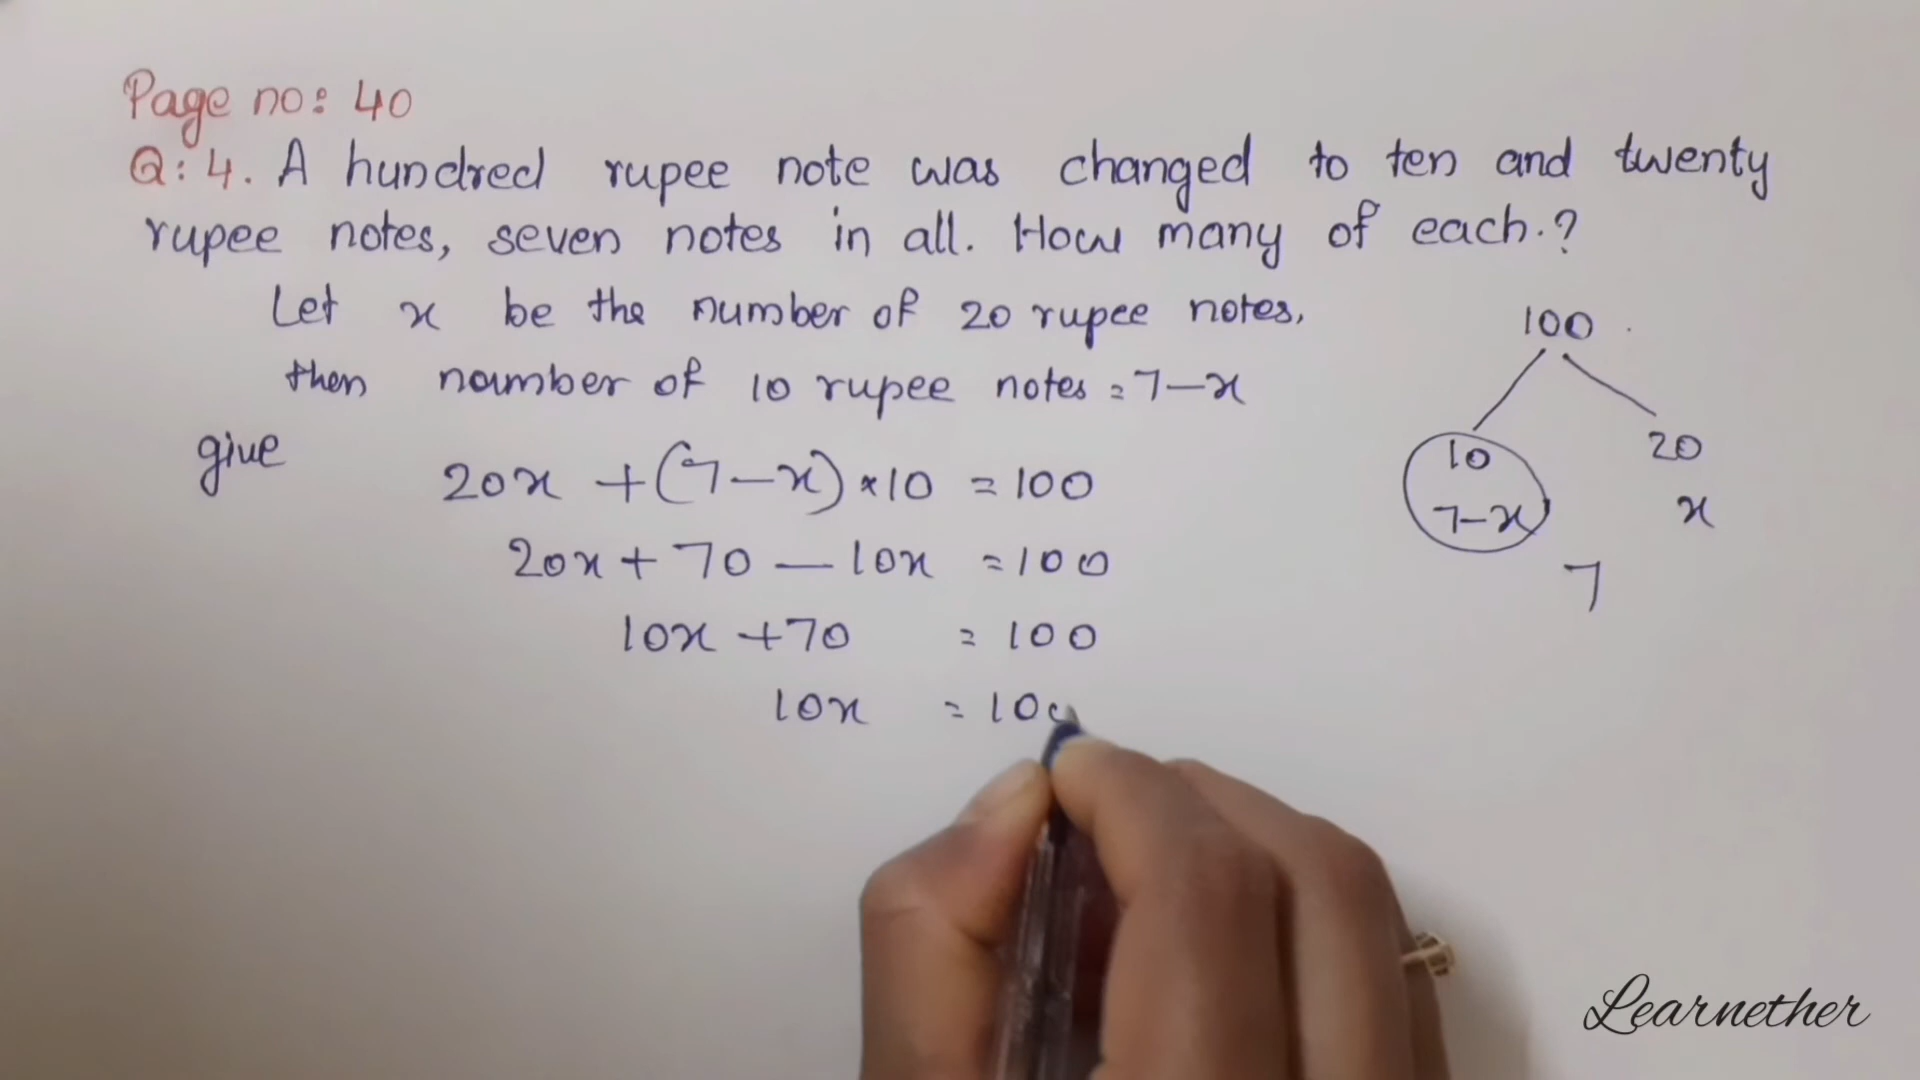 Page no: 40
Q: 4. A hundred rupee note was changed to ten and twenty
rupee notes, seven notes in all. How many of each.?
Let x be the number of 20 rupee notes,
then number of 10 rupee notes = 7-x
give
20x + (7-x) × 10 = 100
20x + 70 - 10x = 100
10x + 70 = 100
10x = 100
100
10 20
7-x x
7
Learnether